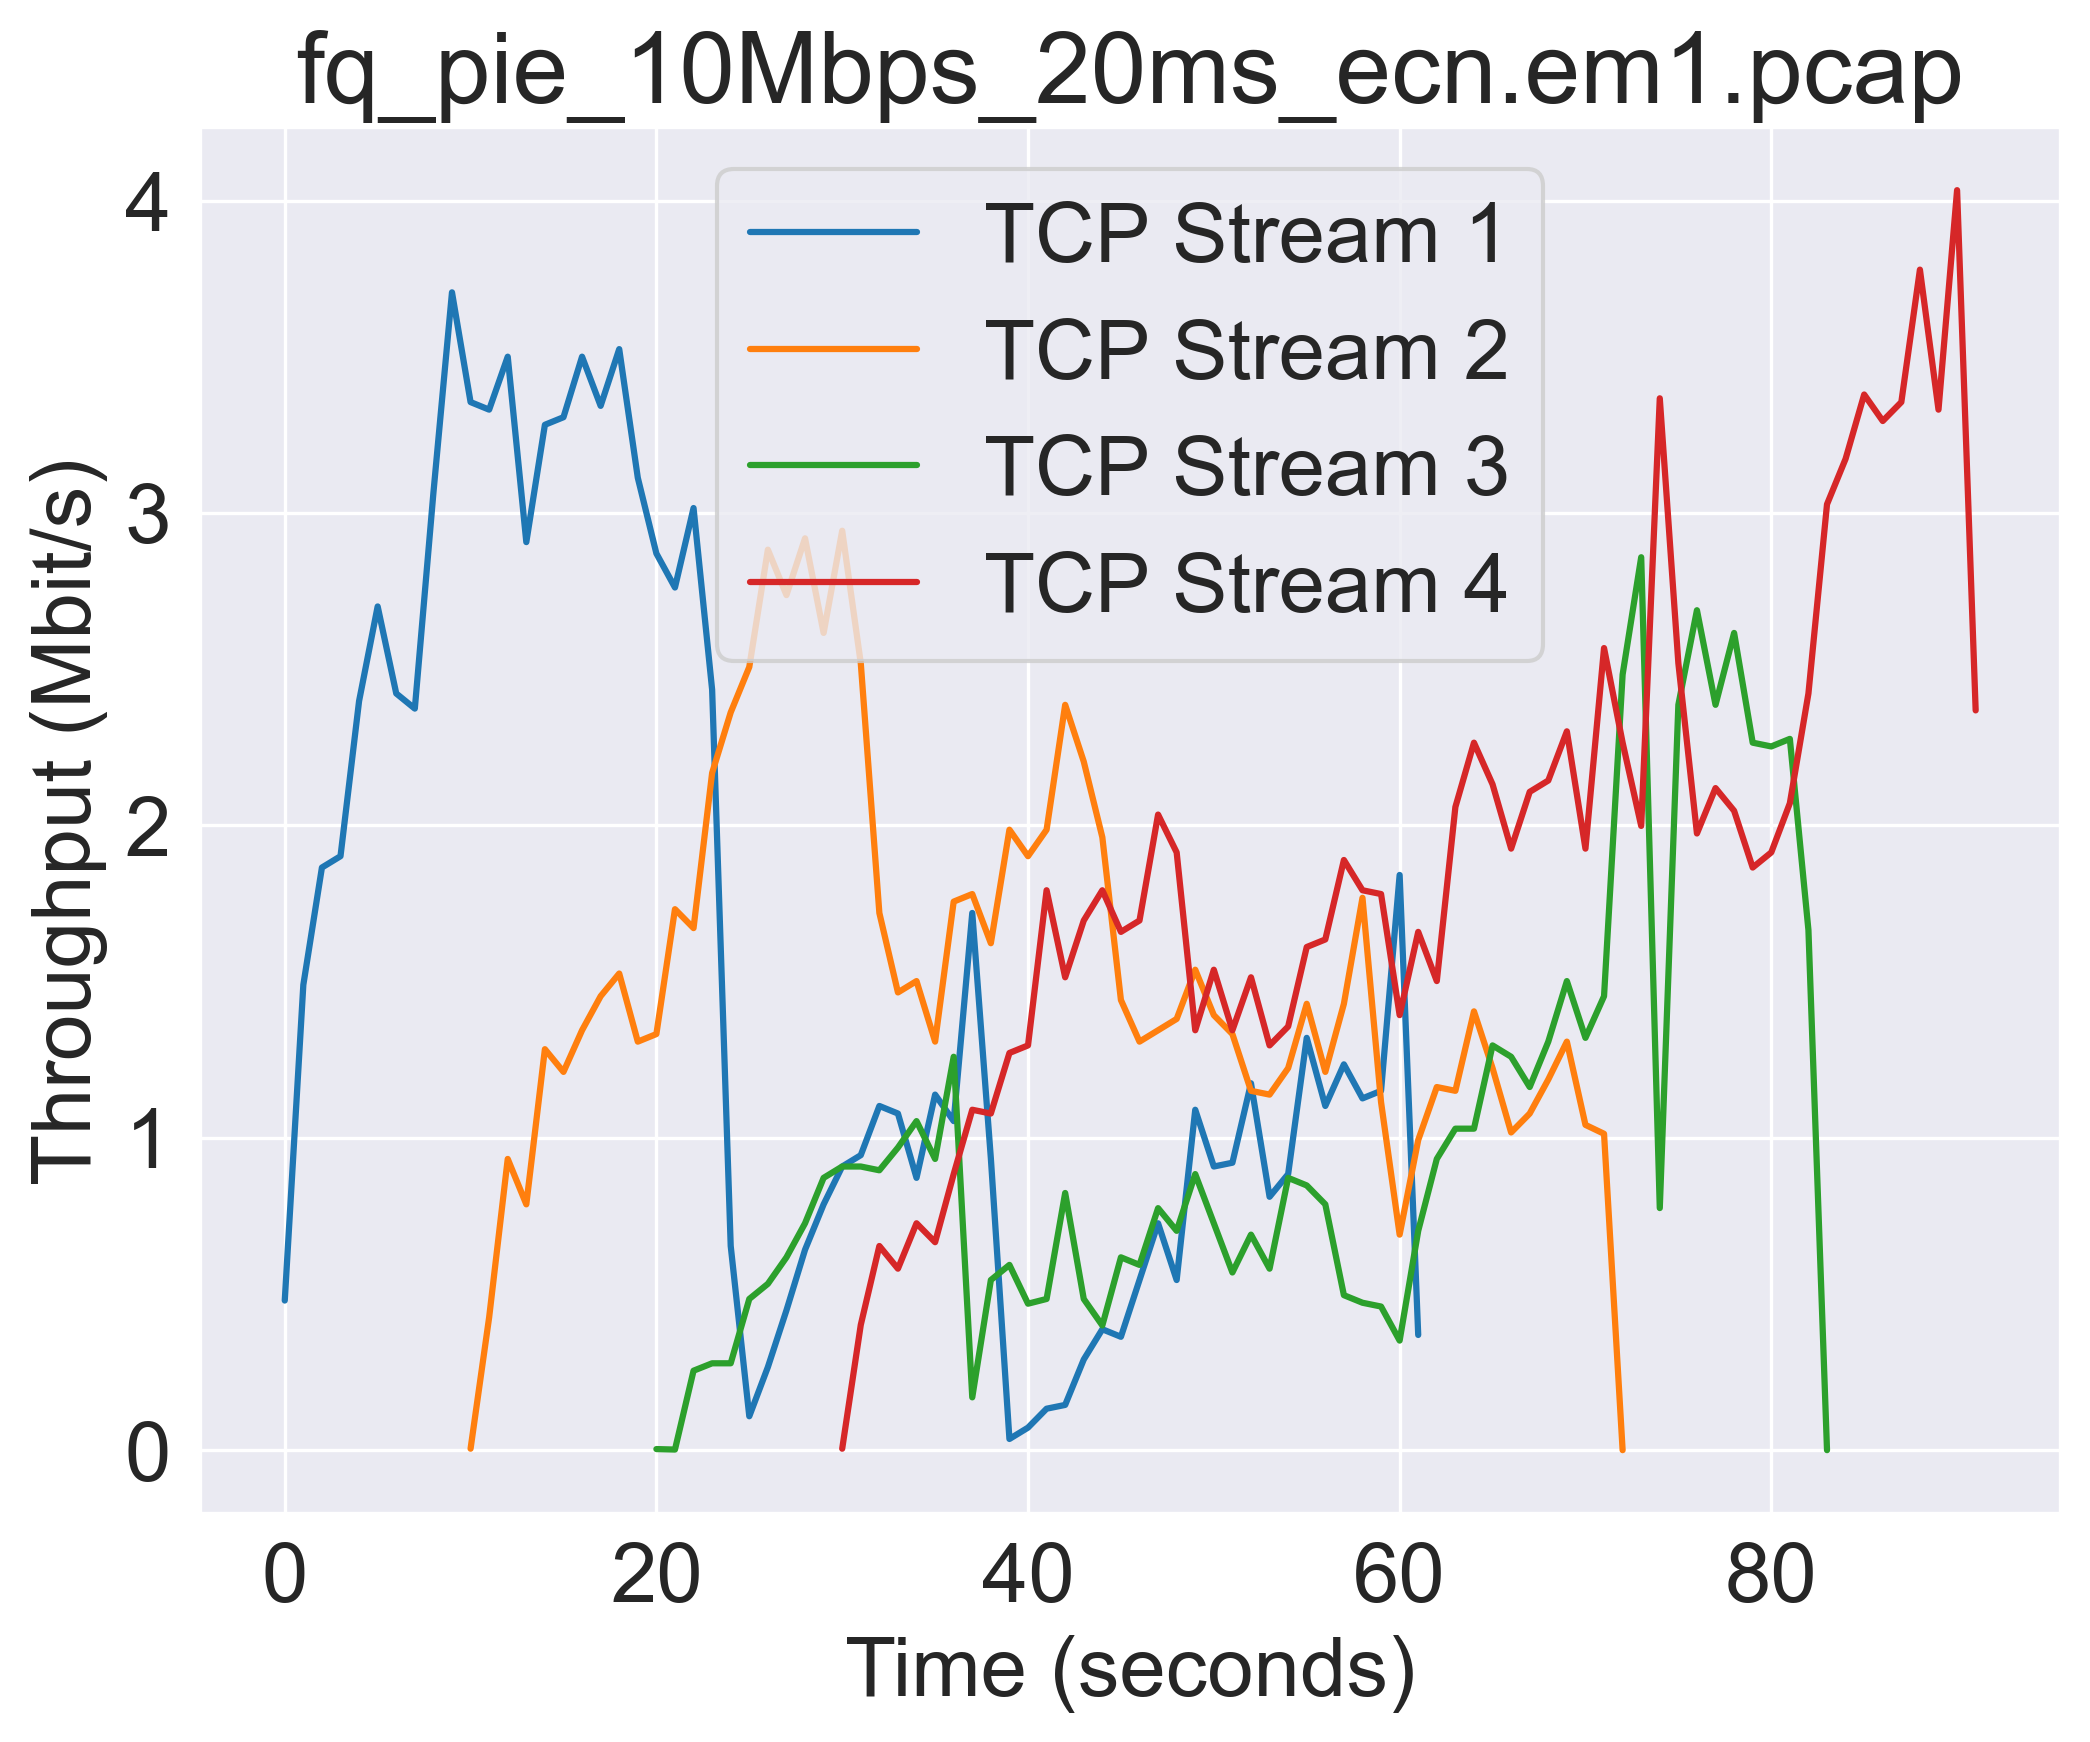 fq_pie_10Mbps_20ms_ecn.em1.pcap
TCP Stream 1
TCP Stream 2
TCP Stream 3
TCP Stream 4
Throughput (Mbit/s)
4
3
2
1
0
0 20 40 60 80
Time (seconds)